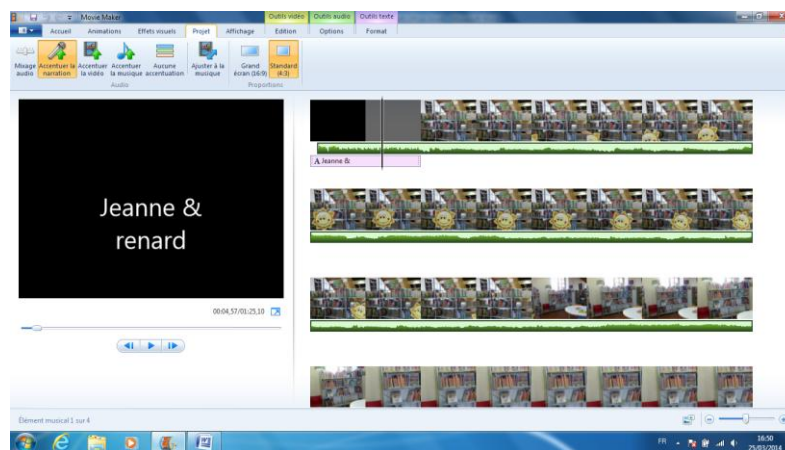 Movie Maker
Outils vidéo Outils audio Outils texte
Accueil Animations Effets visuels Projet Affichage Edition Options Format
Mixage audio
Accentuer la narration
Accentuer la vidéo
Accentuer la musique
Aucune accentuation
Ajuster à la musique
Grand écran (16:9)
Standard (4:3)
Audio
Proportions
Jeanne &
renard
A Jeanne &
00:04,57/01:25,10
Élément musical 1 sur 4
FR
16:50
25/03/2014